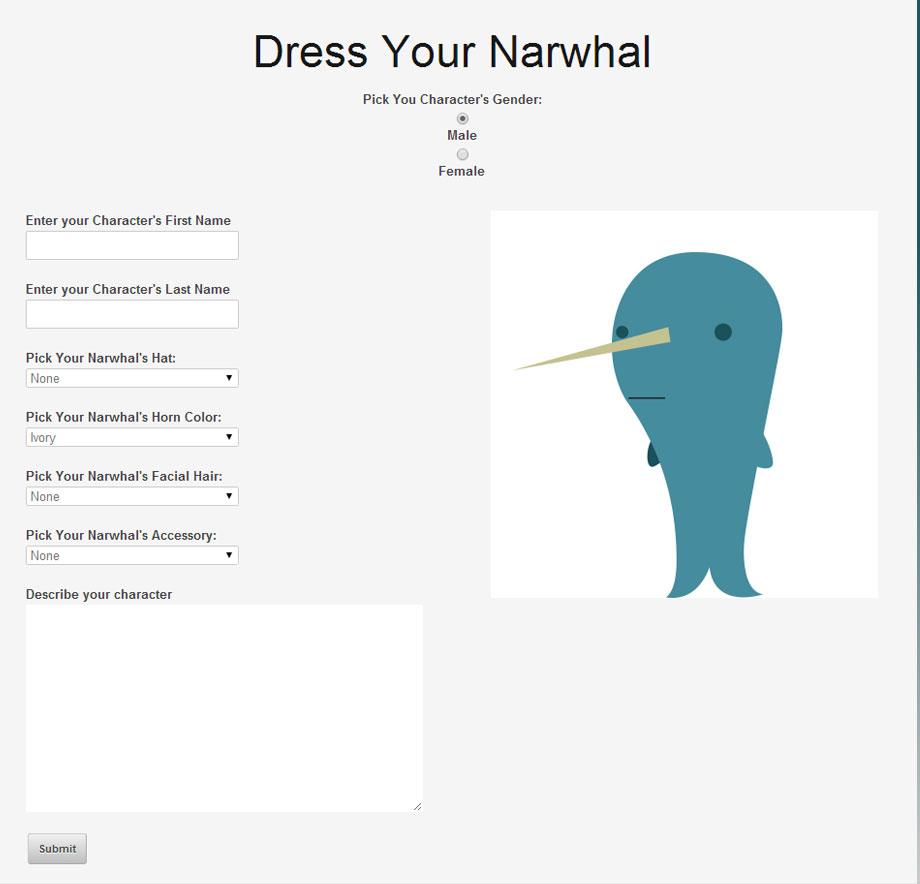 Dress Your Narwhal
Pick You Character's Gender:
Male
Female
Enter your Character's First Name
Enter your Character's Last Name
Pick Your Narwhal's Hat:
None
Pick Your Narwhal's Horn Color:
Ivory
Pick Your Narwhal's Facial Hair:
None
Pick Your Narwhal's Accessory:
None
Describe your character
Submit